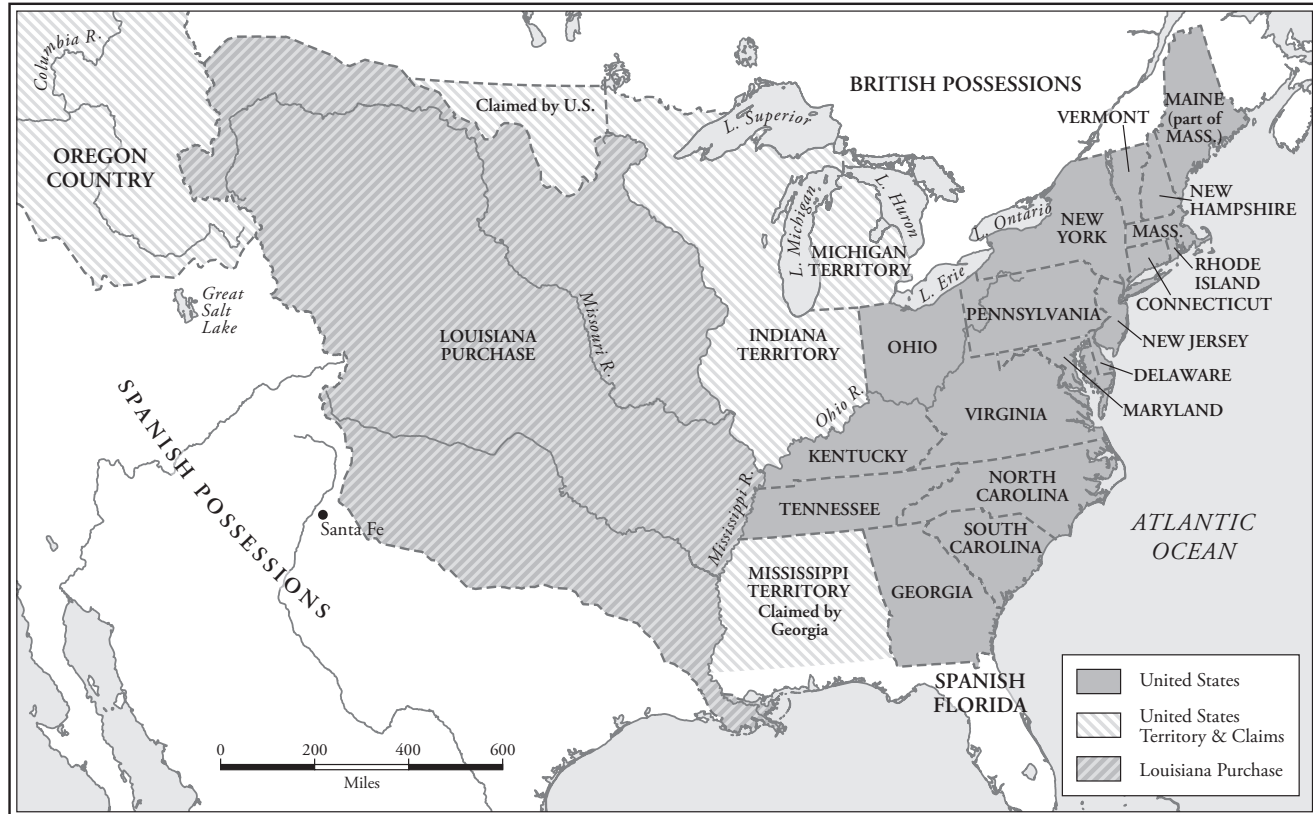 Columbia R.
OREGON
COUNTRY
Claimed by U.S.
L. Superior
BRITISH POSSESSIONS
VERMONT
MAINE
(part of
MASS.)
NEW
HAMPSHIRE
L. Michigan
L. Huron
L. Ontario
NEW
YORK
MASS.
RHODE
ISLAND
CONNECTICUT
MICHIGAN
TERRITORY
L. Erie
Great
Salt
Lake
LOUISIANA
PURCHASE
Missouri R.
INDIANA
TERRITORY
OHIO
PENNSYLVANIA
NEW JERSEY
DELAWARE
MARYLAND
Ohio R.
VIRGINIA
KENTUCKY
SPANISH POSSESSIONS
Santa Fe
Mississippi R.
TENNESSEE
NORTH
CAROLINA
SOUTH
CAROLINA
ATLANTIC
OCEAN
MISSISSIPPI
TERRITORY
Claimed by
Georgia
GEORGIA
SPANISH
FLORIDA
0 200 400 600
Miles
United States
United States
Territory & Claims
Louisiana Purchase